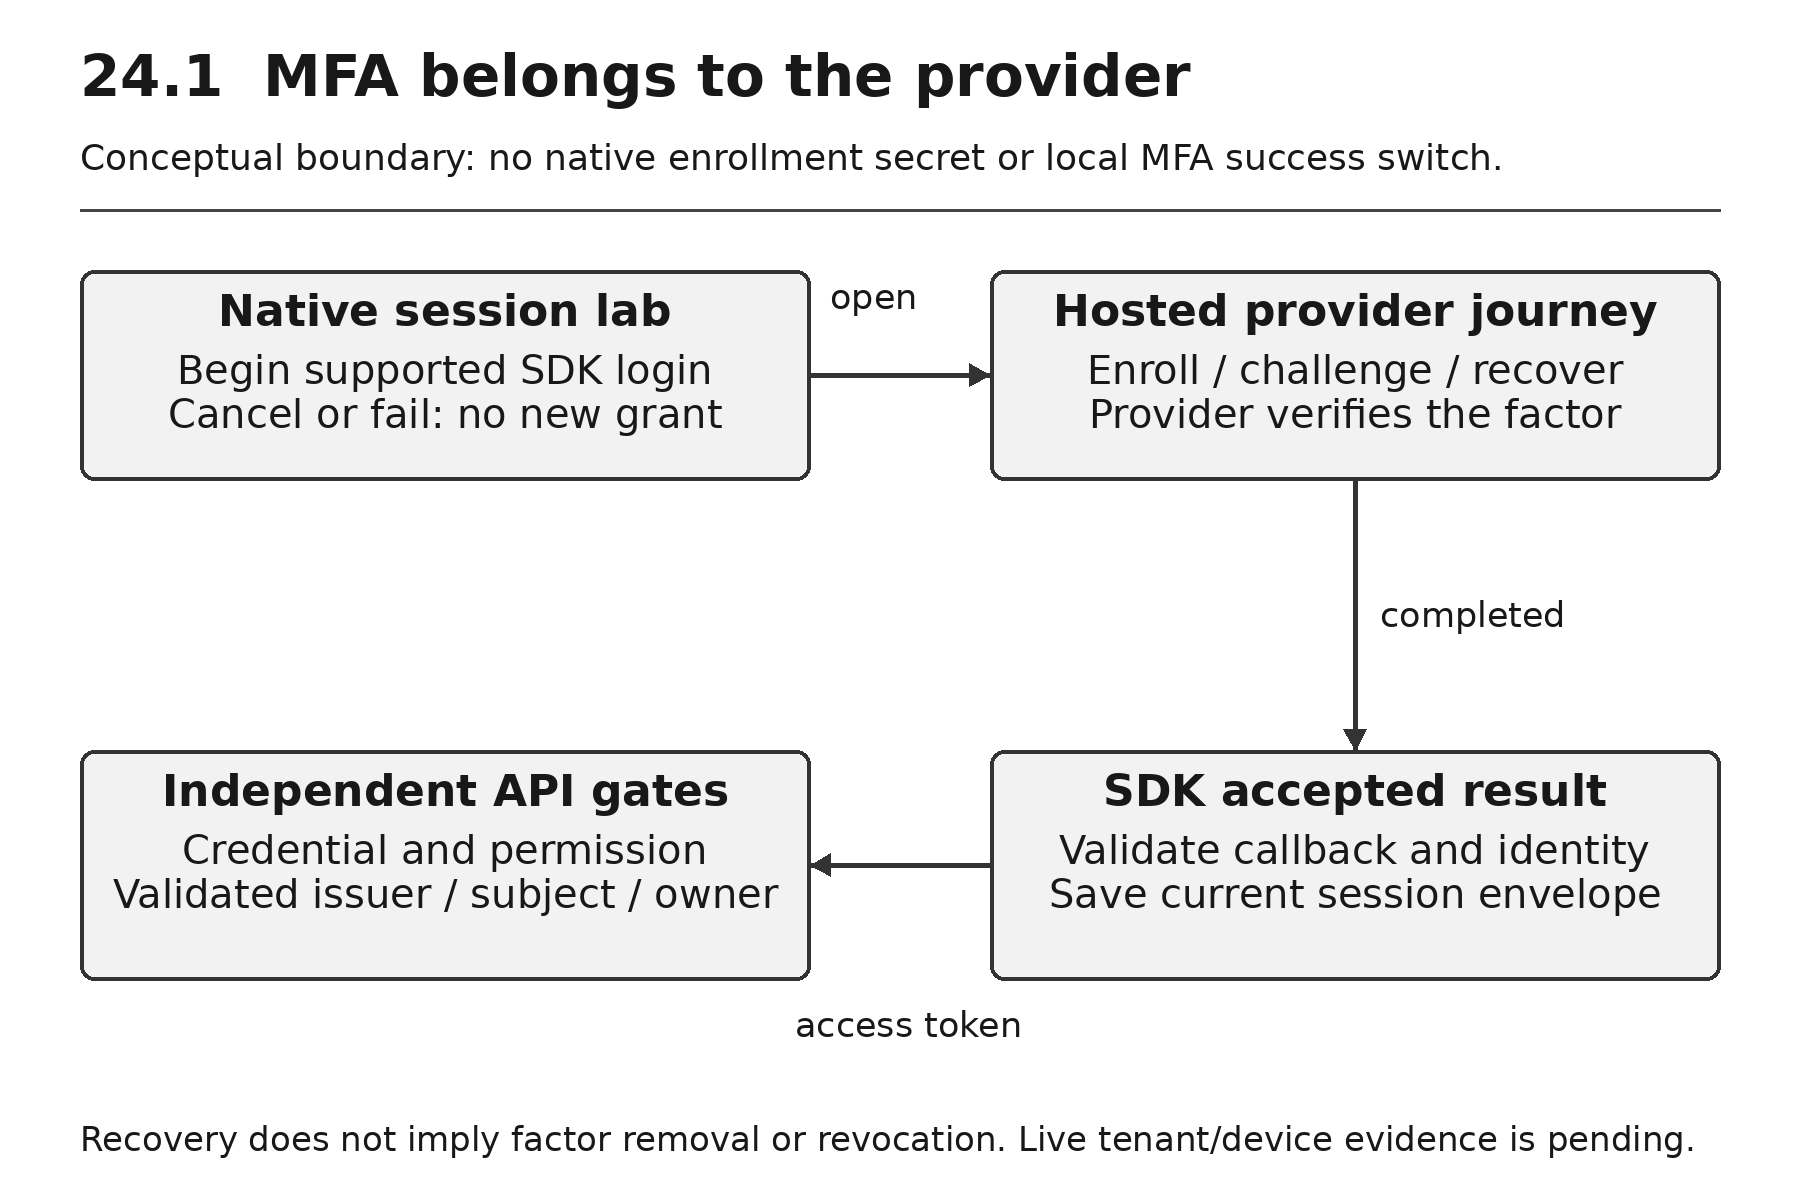 24.1  MFA belongs to the provider
Conceptual boundary: no native enrollment secret or local MFA success switch.
Native session lab
Begin supported SDK login
Cancel or fail: no new grant
open
Hosted provider journey
Enroll / challenge / recover
Provider verifies the factor
completed
Independent API gates
Credential and permission
Validated issuer / subject / owner
SDK accepted result
Validate callback and identity
Save current session envelope
access token
Recovery does not imply factor removal or revocation. Live tenant/device evidence is pending.